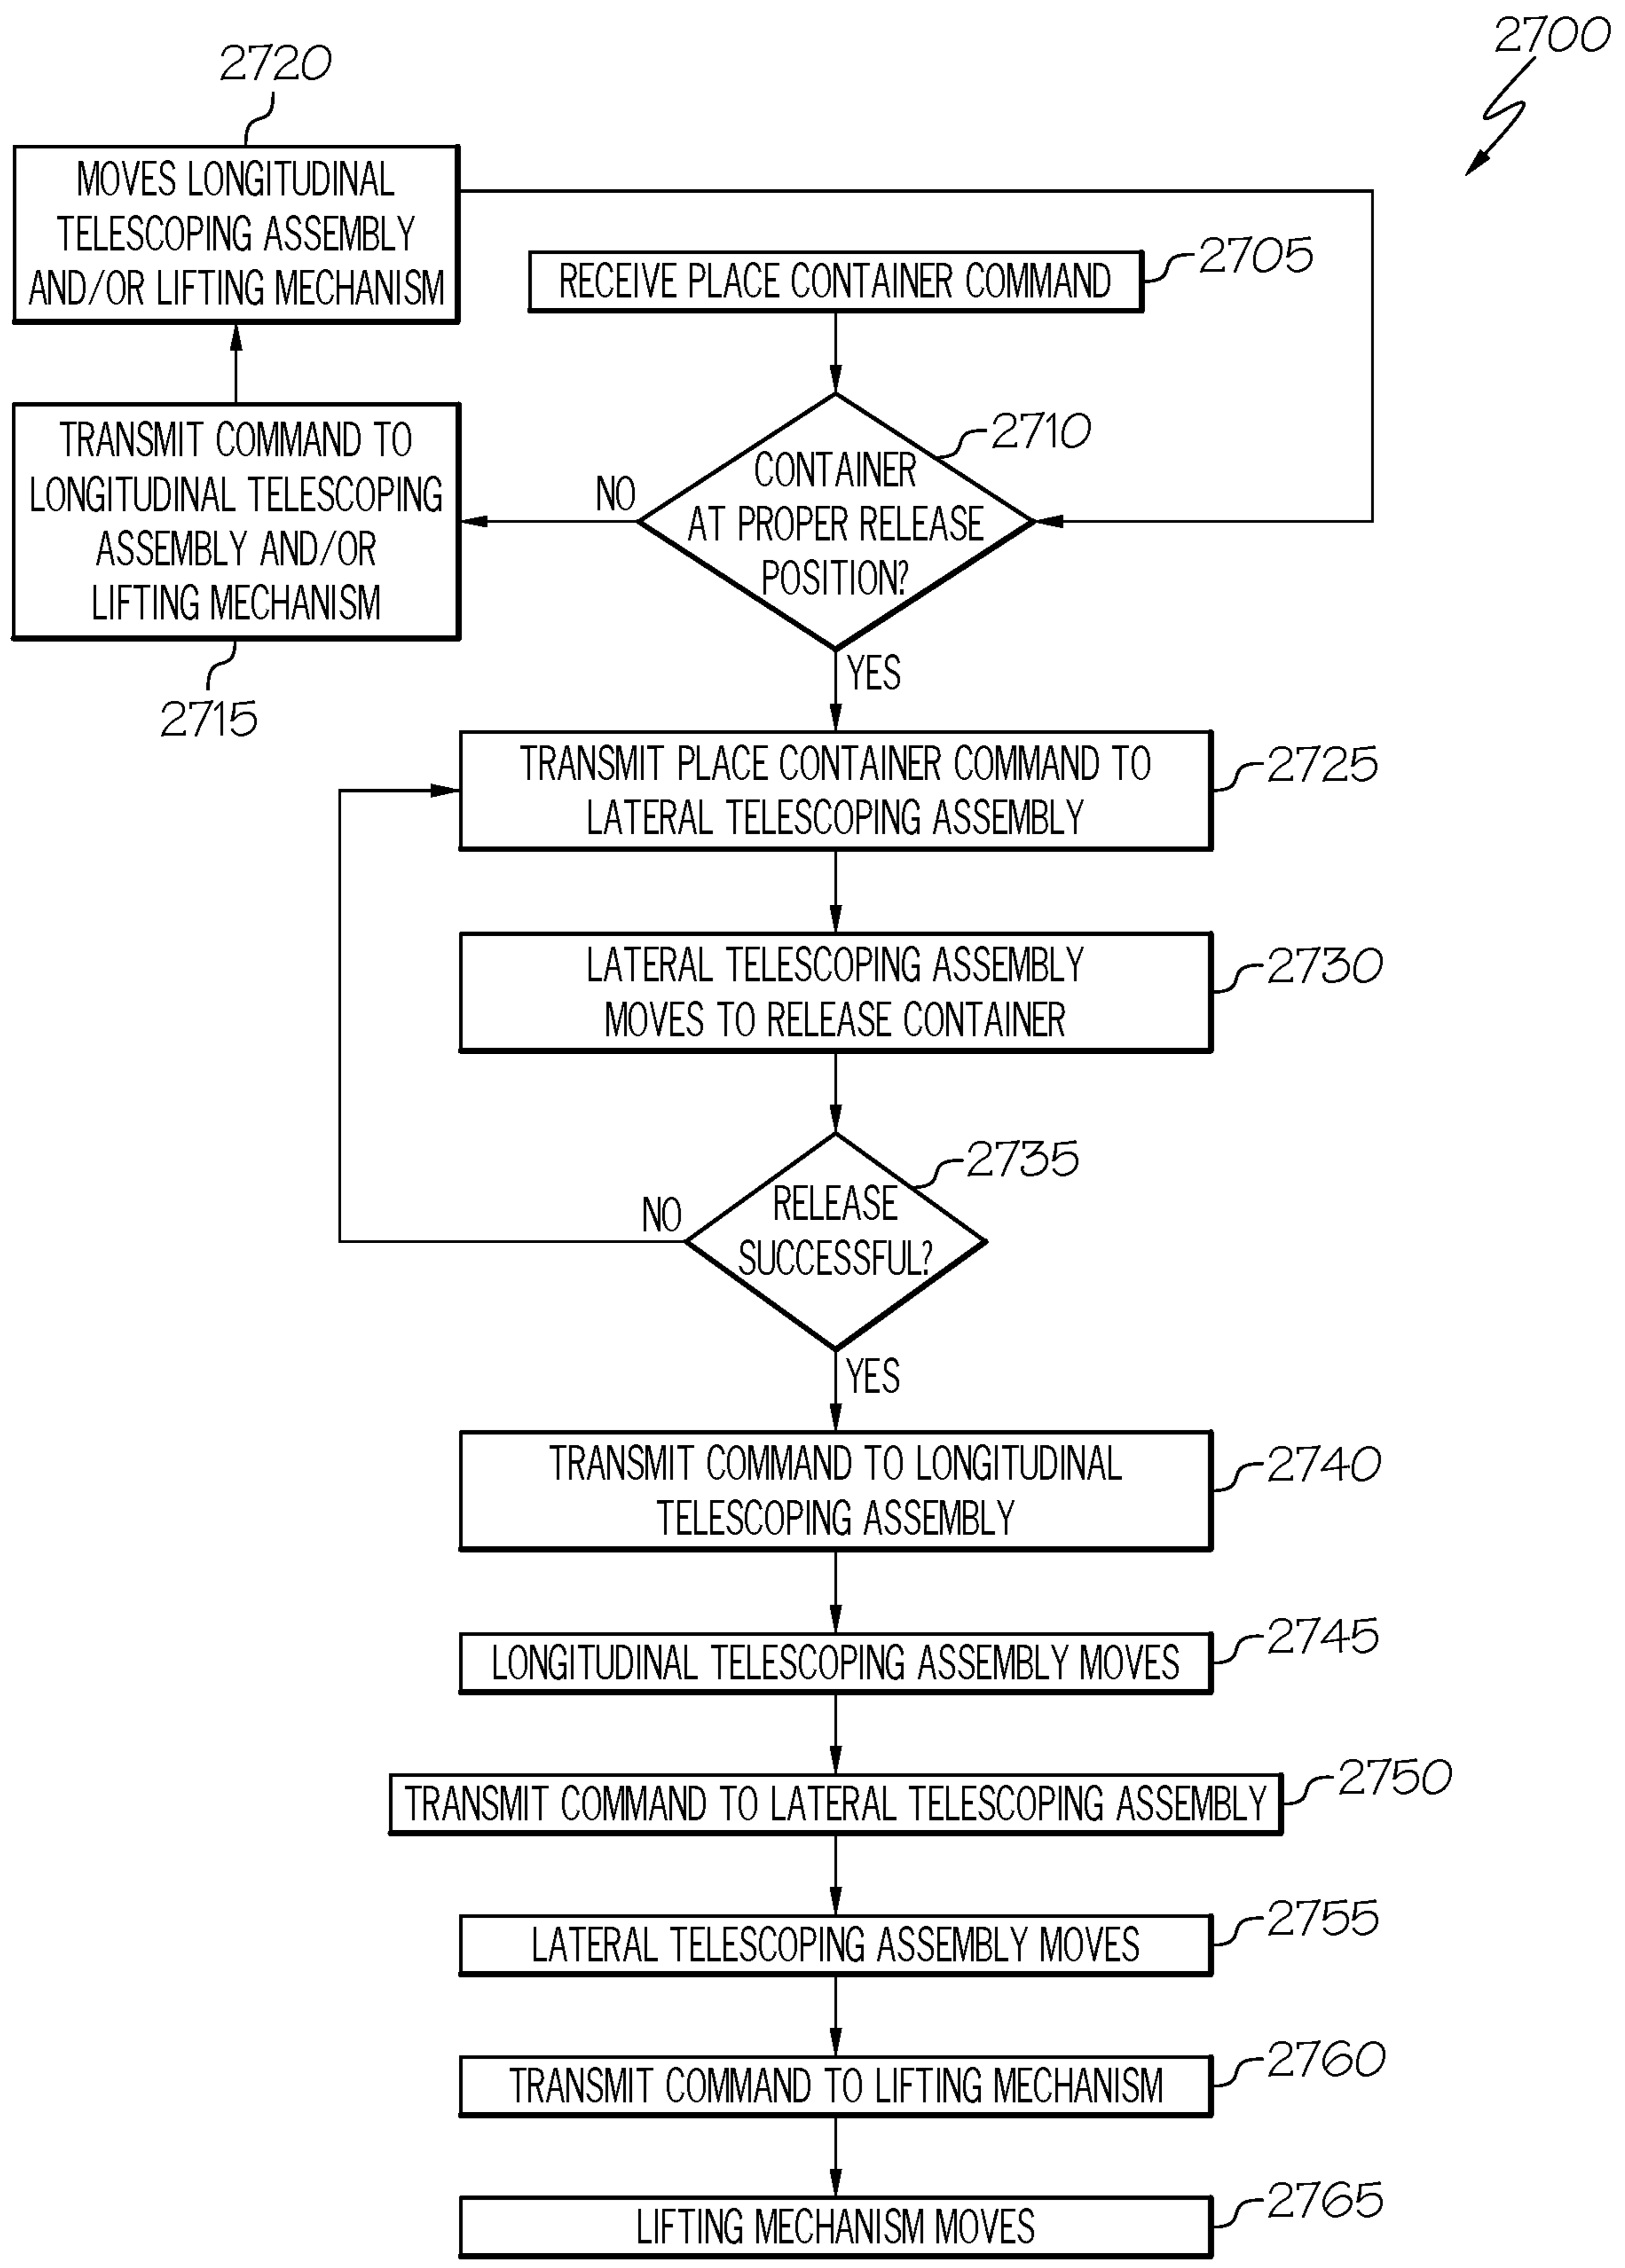 2700
2720
MOVES LONGITUDINAL
TELESCOPING ASSEMBLY
AND/OR LIFTING MECHANISM
RECEIVE PLACE CONTAINER COMMAND
2705
2710
CONTAINER
AT PROPER RELEASE
POSITION?
NO
TRANSMIT COMMAND TO
LONGITUDINAL TELESCOPING
ASSEMBLY AND/OR
LIFTING MECHANISM
2715
YES
TRANSMIT PLACE CONTAINER COMMAND TO
LATERAL TELESCOPING ASSEMBLY
2725
LATERAL TELESCOPING ASSEMBLY
MOVES TO RELEASE CONTAINER
2730
2735
RELEASE
SUCCESSFUL?
NO
YES
TRANSMIT COMMAND TO LONGITUDINAL
TELESCOPING ASSEMBLY
2740
LONGITUDINAL TELESCOPING ASSEMBLY MOVES
2745
TRANSMIT COMMAND TO LATERAL TELESCOPING ASSEMBLY
2750
LATERAL TELESCOPING ASSEMBLY MOVES
2755
TRANSMIT COMMAND TO LIFTING MECHANISM
2760
LIFTING MECHANISM MOVES
2765